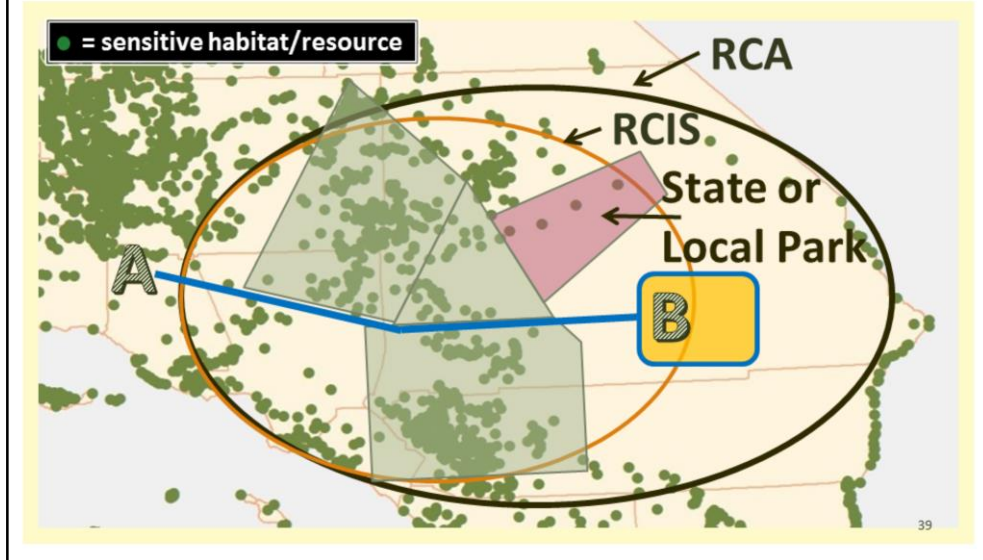 = sensitive habitat/resource
RCA
RCIS
State or
Local Park
A
B
39